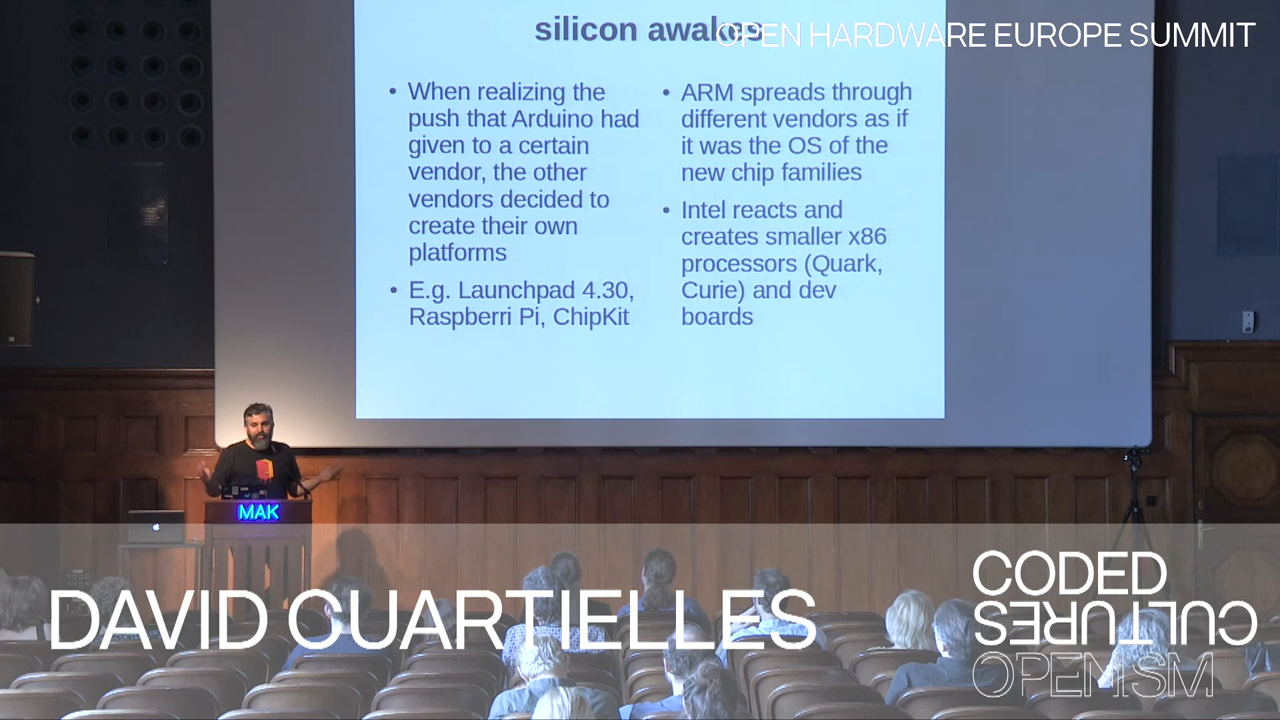 silicon awakes
OPEN HARDWARE EUROPE SUMMIT
• When realizing the
push that Arduino had
given to a certain
vendor, the other
vendors decided to
create their own
platforms
• E.g. Launchpad 4.30,
Raspberri Pi, ChipKit
• ARM spreads through
different vendors as if
it was the OS of the
new chip families
• Intel reacts and
creates smaller x86
processors (Quark,
Curie) and dev
boards
MAK
DAVID CUARTIELLES
CODED
CULTURES
OPENISM